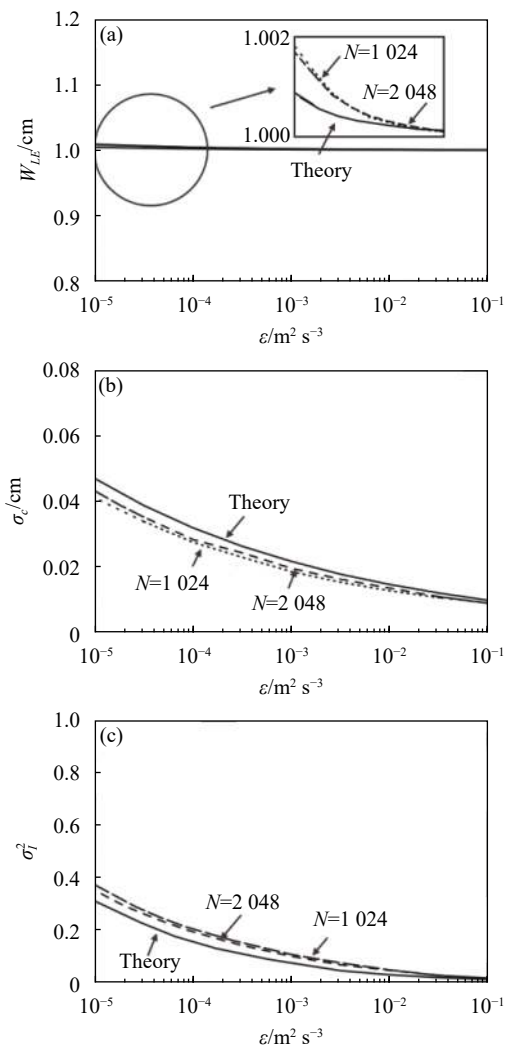 (a)
1.2
1.1
1.0
0.9
0.8
W_LE/cm
1.002
1.000
N=1 024
N=2 048
Theory
10⁻⁵ 10⁻⁴ 10⁻³ 10⁻² 10⁻¹
ε/m² s⁻³
(b)
0.08
0.06
0.04
0.02
0
σ_c/cm
Theory
N=1 024
N=2 048
10⁻⁵ 10⁻⁴ 10⁻³ 10⁻² 10⁻¹
ε/m² s⁻³
(c)
1.0
0.8
0.6
0.4
0.2
0
σ_I²
N=2 048
N=1 024
Theory
10⁻⁵ 10⁻⁴ 10⁻³ 10⁻² 10⁻¹
ε/m² s⁻³